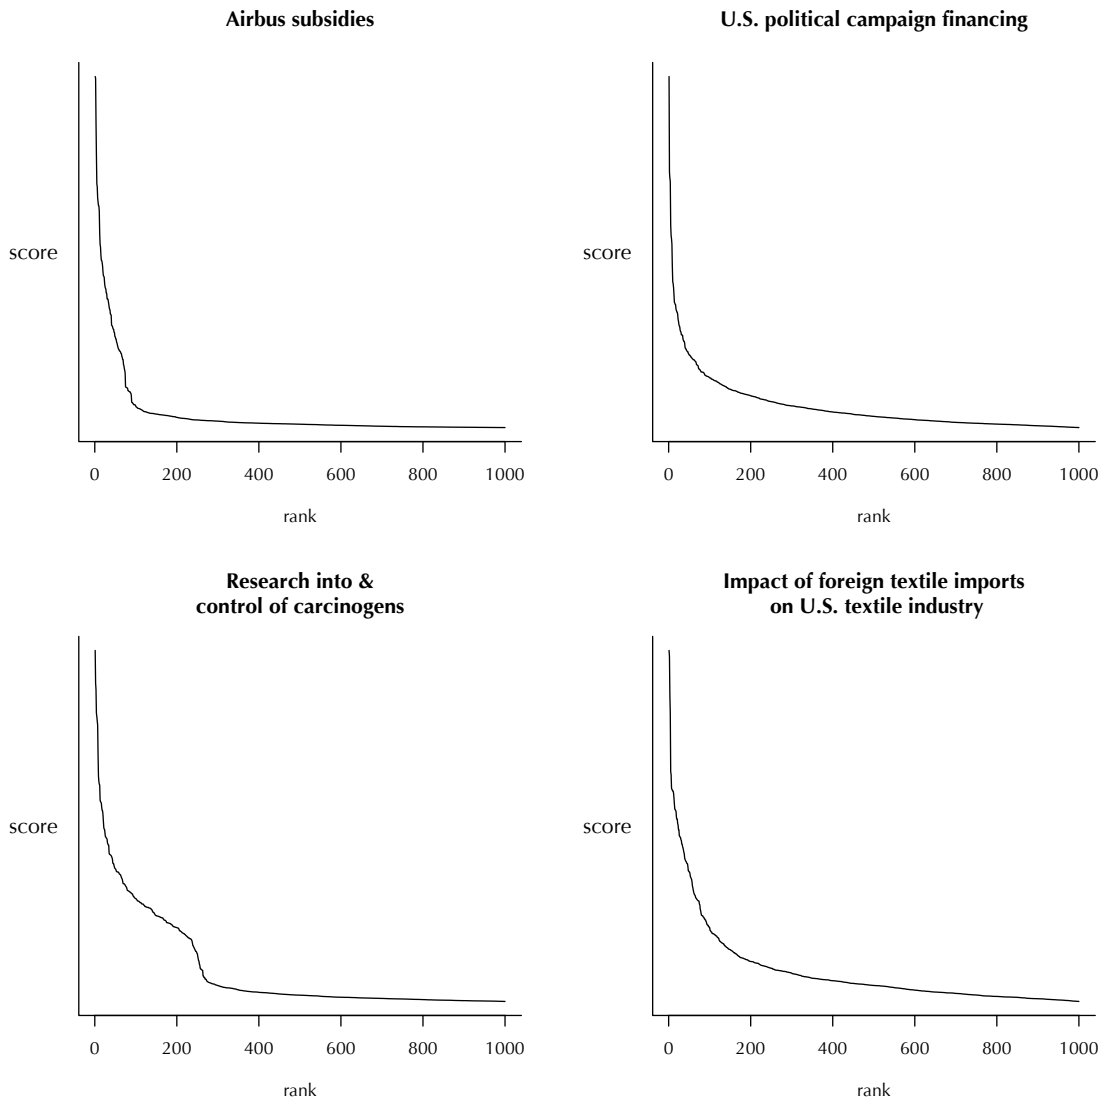 Airbus subsidies
score
0 200 400 600 800 1000
rank
U.S. political campaign financing
score
0 200 400 600 800 1000
rank
Research into &
control of carcinogens
score
0 200 400 600 800 1000
rank
Impact of foreign textile imports
on U.S. textile industry
score
0 200 400 600 800 1000
rank